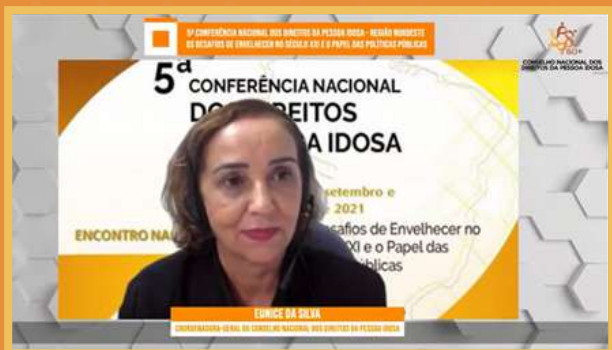 5ª CONFERÊNCIA NACIONAL DOS DIREITOS DA PESSOA IDOSA - REGIÃO NORDESTE
OS DESAFIOS DE ENVELHECER NO SÉCULO XXI E O PAPEL DAS POLÍTICAS PÚBLICAS
60+
CONSELHO NACIONAL DOS
DIREITOS DA PESSOA IDOSA
5ª CONFERÊNCIA NACIONAL
DO EITOS
A IDOSA
setembro e
2021
ENCONTRO NA
safios de Envelhecer no
XXI e o Papel das
blicas
EUNICE DA SILVA
COORDENADORA-GERAL DO CONSELHO NACIONAL DOS DIREITOS DA PESSOA IDOSA